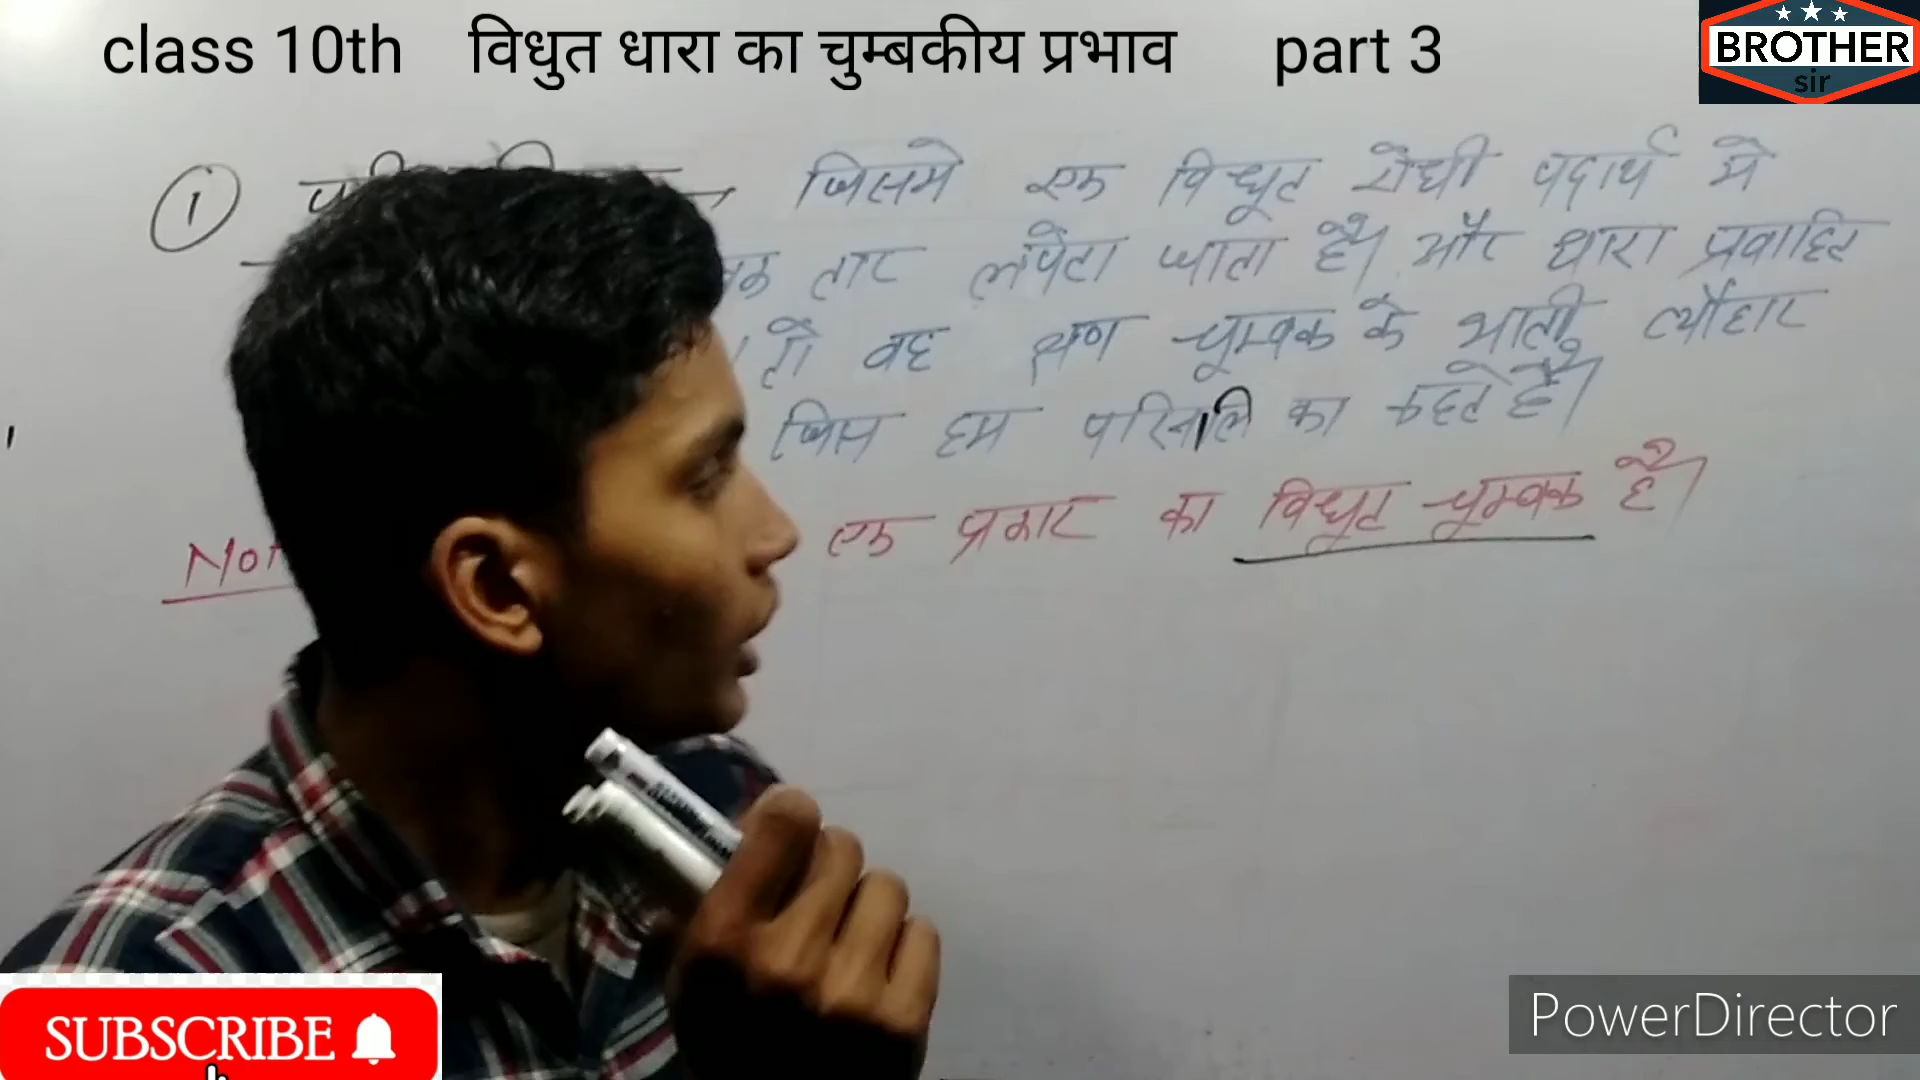 class 10th विधुत धारा का चुम्बकीय प्रभाव part 3
BROTHER
sir
1 जिसमे एक विधूत रोधी पदार्थ मे
तार लपेटा जाता है। और धारा प्रवाहित
तो वह क्षण चूम्बक के भाती
जिस हम परिनालि का कहते है।
एक प्रकार का विधूत चूम्बक है।
SUBSCRIBE
PowerDirector